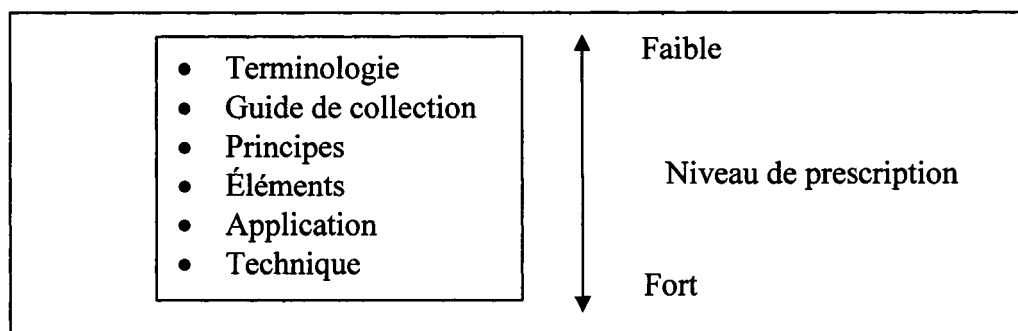 • Terminologie
• Guide de collection
• Principes
• Éléments
• Application
• Technique
Faible
Niveau de prescription
Fort